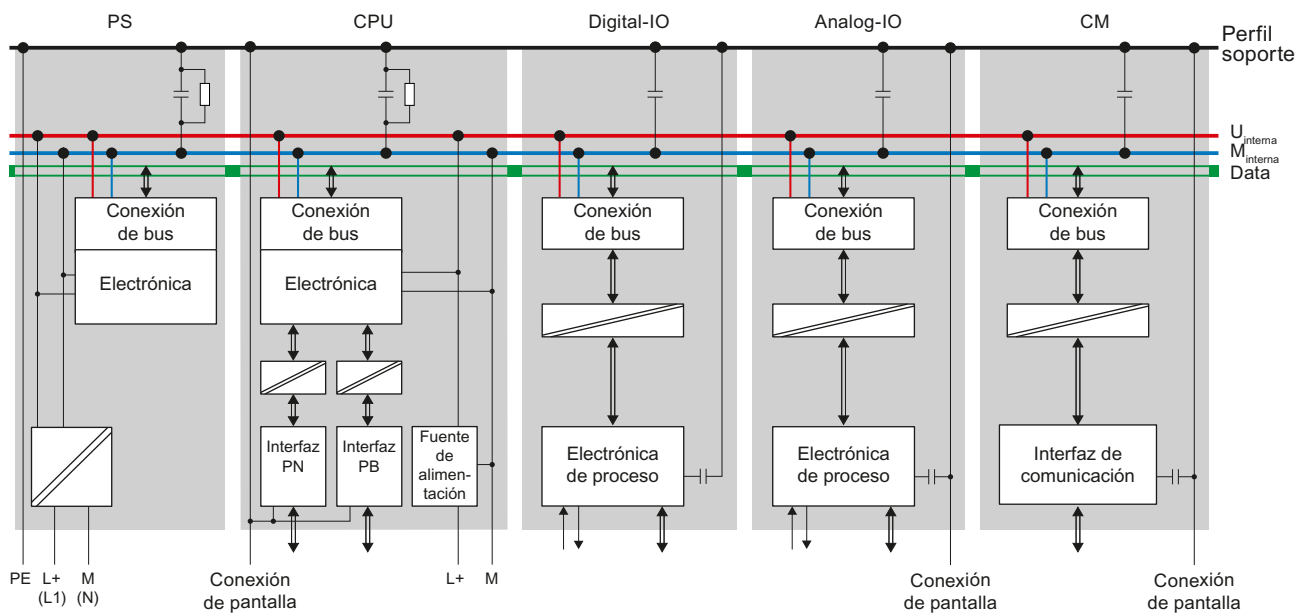 PS
CPU
Digital-IO
Analog-IO
CM
Perfil
soporte
Uinterna
Minterna
Data
Conexión
de bus
Conexión
de bus
Conexión
de bus
Conexión
de bus
Conexión
de bus
Electrónica
Electrónica
Interfaz
PN
Interfaz
PB
Fuente
de
alimen-
tación
Electrónica
de proceso
Electrónica
de proceso
Interfaz de
comunicación
PE
L+
(L1)
M
(N)
Conexión
de pantalla
L+
M
Conexión
de pantalla
Conexión
de pantalla